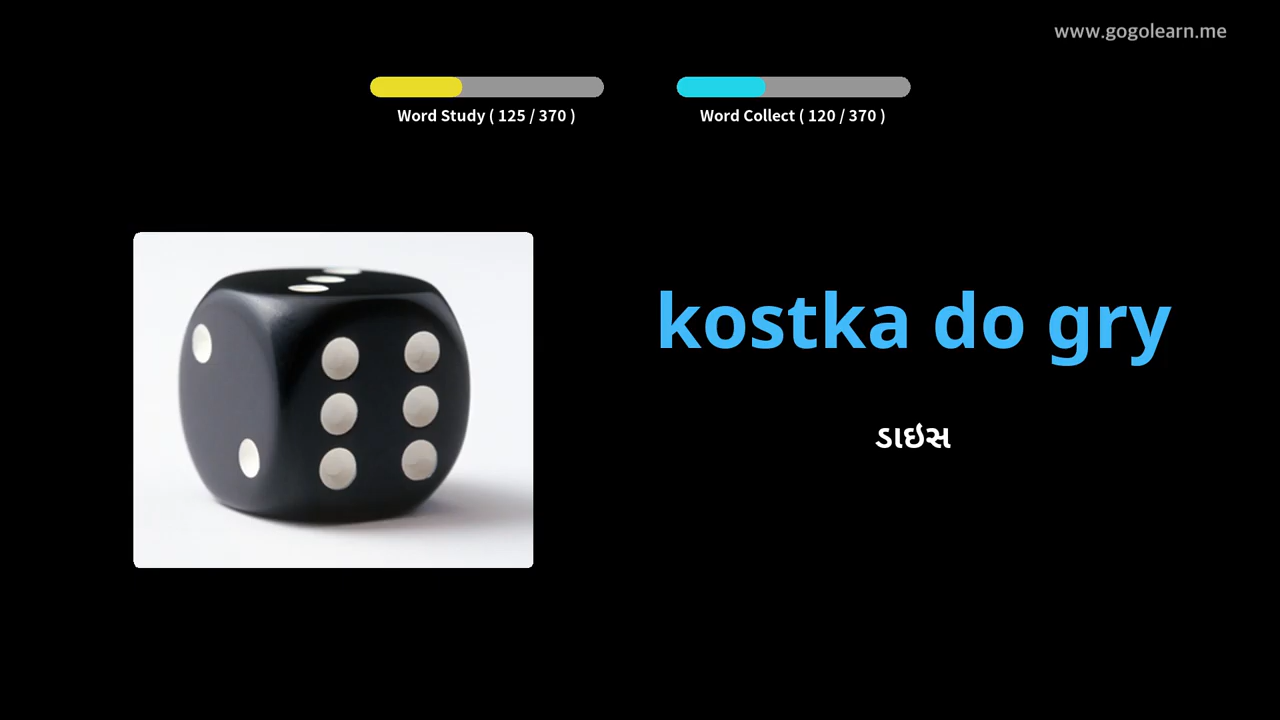 www.gogolearn.me
Word Study ( 125 / 370 )
Word Collect ( 120 / 370 )
kostka do gry
ડાઇસ